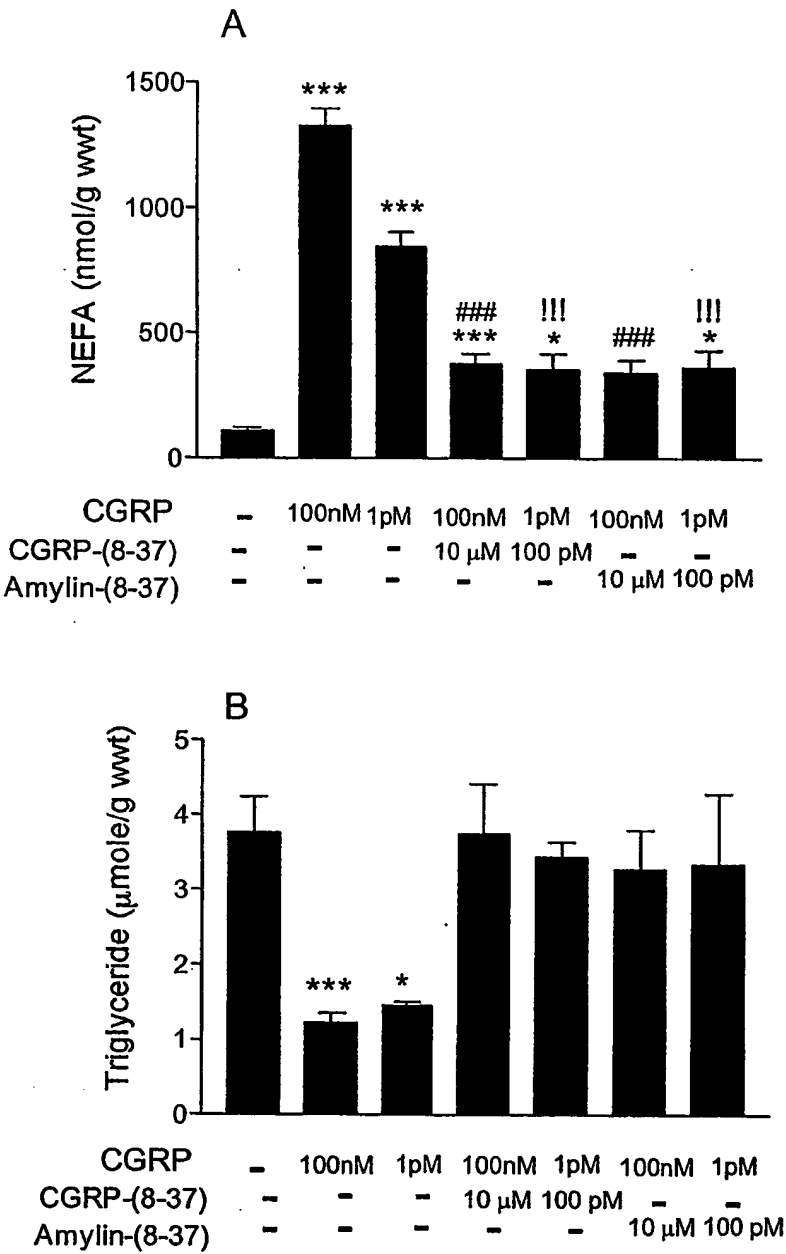 A
NEFA (nmol/g wwt)
1500
1000
500
0
***
***
### !!! !!!
*** * ### *
CGRP - 100nM 1pM 100nM 1pM 100nM 1pM
CGRP-(8-37) - - - 10 µM 100 pM - -
Amylin-(8-37) - - - - - 10 µM 100 pM
B
Triglyceride (µmole/g wwt)
5
4
3
2
1
0
*** *
CGRP - 100nM 1pM 100nM 1pM 100nM 1pM
CGRP-(8-37) - - - 10 µM 100 pM - -
Amylin-(8-37) - - - - - 10 µM 100 pM